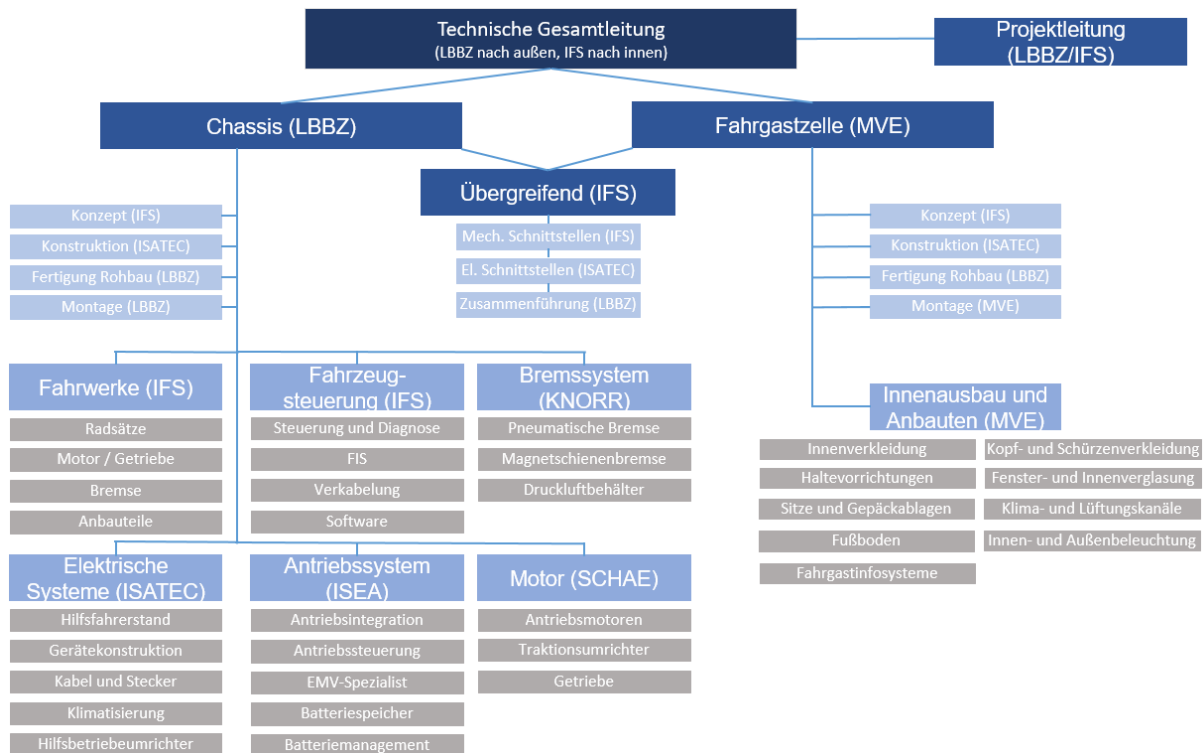 Technische Gesamtleitung
(LBBZ nach außen, IFS nach innen)
Projektleitung
(LBBZ/IFS)
Chassis (LBBZ)
Fahrgastzelle (MVE)
Übergreifend (IFS)
Mech. Schnittstellen (IFS)
El. Schnittstellen (ISATEC)
Zusammenführung (LBBZ)
Konzept (IFS)
Konstruktion (ISATEC)
Fertigung Rohbau (LBBZ)
Montage (LBBZ)
Konzept (IFS)
Konstruktion (ISATEC)
Fertigung Rohbau (LBBZ)
Montage (MVE)
Fahrwerke (IFS)
Radsätze
Motor / Getriebe
Bremse
Anbauteile
Fahrzeug-
steuerung (IFS)
Steuerung und Diagnose
FIS
Verkabelung
Software
Bremssystem
(KNORR)
Pneumatische Bremse
Magnetschienenbremse
Druckluftbehälter
Innenausbau und
Anbauten (MVE)
Innenverkleidung
Haltevorrichtungen
Sitze und Gepäckablagen
Fußboden
Fahrgastinfosysteme
Kopf- und Schürzenverkleidung
Fenster- und Innenverglasung
Klima- und Lüftungskanäle
Innen- und Außenbeleuchtung
Elektrische
Systeme (ISATEC)
Hilfsfahrerstand
Gerätekonstruktion
Kabel und Stecker
Klimatisierung
Hilfsbetriebeumrichter
Antriebssystem
(ISEA)
Antriebsintegration
Antriebssteuerung
EMV-Spezialist
Batteriespeicher
Batteriemanagement
Motor (SCHAE)
Antriebsmotoren
Traktionsumrichter
Getriebe